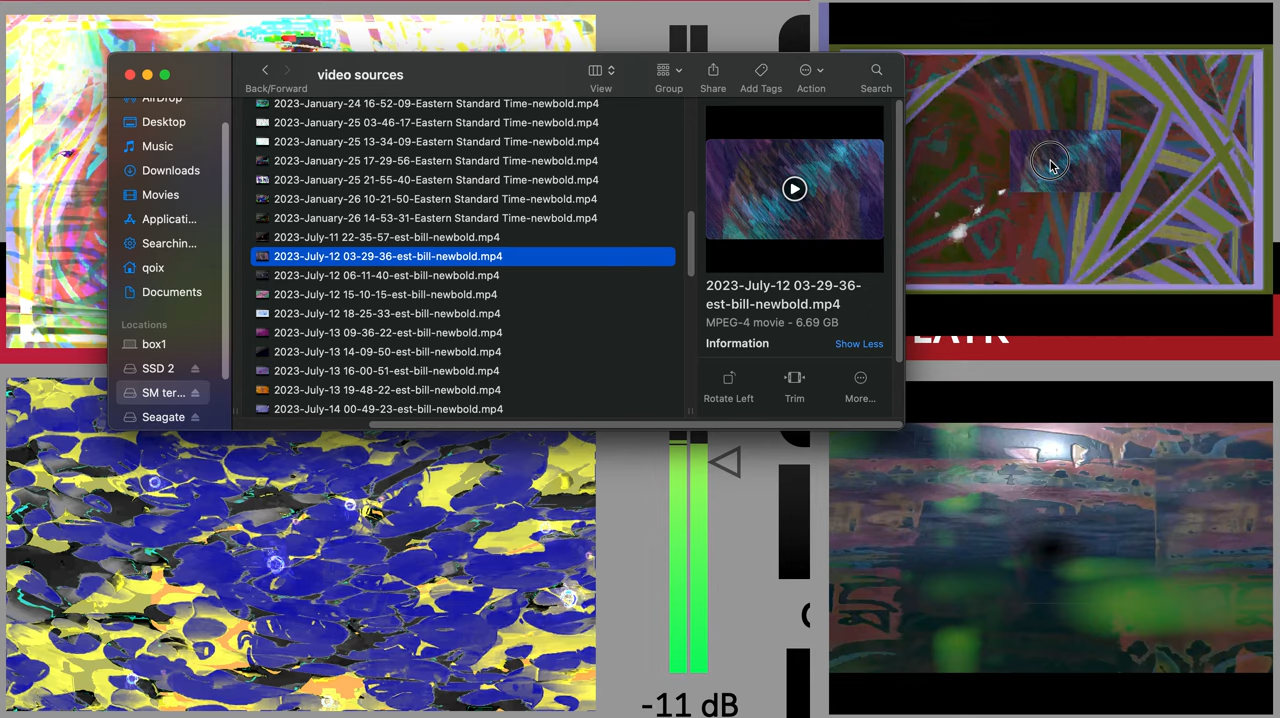 video sources
Back/Forward
View
Group
Share
Add Tags
Action
Search
AirDrop
Desktop
Music
Downloads
Movies
Applicati...
Searchin...
qoix
Documents
Locations
box1
SSD 2
SM ter...
Seagate
2023-January-24 16-52-09-Eastern Standard Time-newbold.mp4
2023-January-25 03-46-17-Eastern Standard Time-newbold.mp4
2023-January-25 13-34-09-Eastern Standard Time-newbold.mp4
2023-January-25 17-29-56-Eastern Standard Time-newbold.mp4
2023-January-25 21-55-40-Eastern Standard Time-newbold.mp4
2023-January-26 10-21-50-Eastern Standard Time-newbold.mp4
2023-January-26 14-53-31-Eastern Standard Time-newbold.mp4
2023-July-11 22-35-57-est-bill-newbold.mp4
2023-July-12 03-29-36-est-bill-newbold.mp4
2023-July-12 06-11-40-est-bill-newbold.mp4
2023-July-12 15-10-15-est-bill-newbold.mp4
2023-July-12 18-25-33-est-bill-newbold.mp4
2023-July-13 09-36-22-est-bill-newbold.mp4
2023-July-13 14-09-50-est-bill-newbold.mp4
2023-July-13 16-00-51-est-bill-newbold.mp4
2023-July-13 19-48-22-est-bill-newbold.mp4
2023-July-14 00-49-23-est-bill-newbold.mp4
2023-July-12 03-29-36-
est-bill-newbold.mp4
MPEG-4 movie - 6.69 GB
Information
Show Less
Rotate Left
Trim
More...
-11 dB